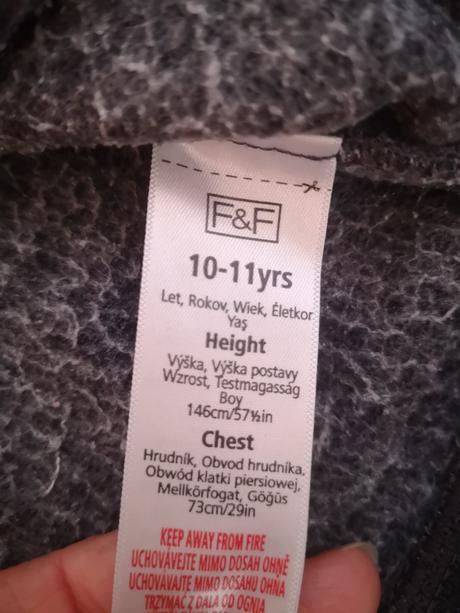 F&F
10-11yrs
Let, Rokov, Wiek, Életkor
Yaş
Height
Výška, Výška postavy
Wzrost, Testmagasság
Boy
146cm/57½in
Chest
Hrudník, Obvod hrudníka,
Obwód klatki piersiowej,
Mellkörfogat, Göğüs
73cm/29in
KEEP AWAY FROM FIRE
UCHOVÁVEJTE MIMO DOSAH OHNĚ
UCHOVÁVAJTE MIMO DOSAHU OHŇA
TRZYMAĆ Z DALA OD OGNIA